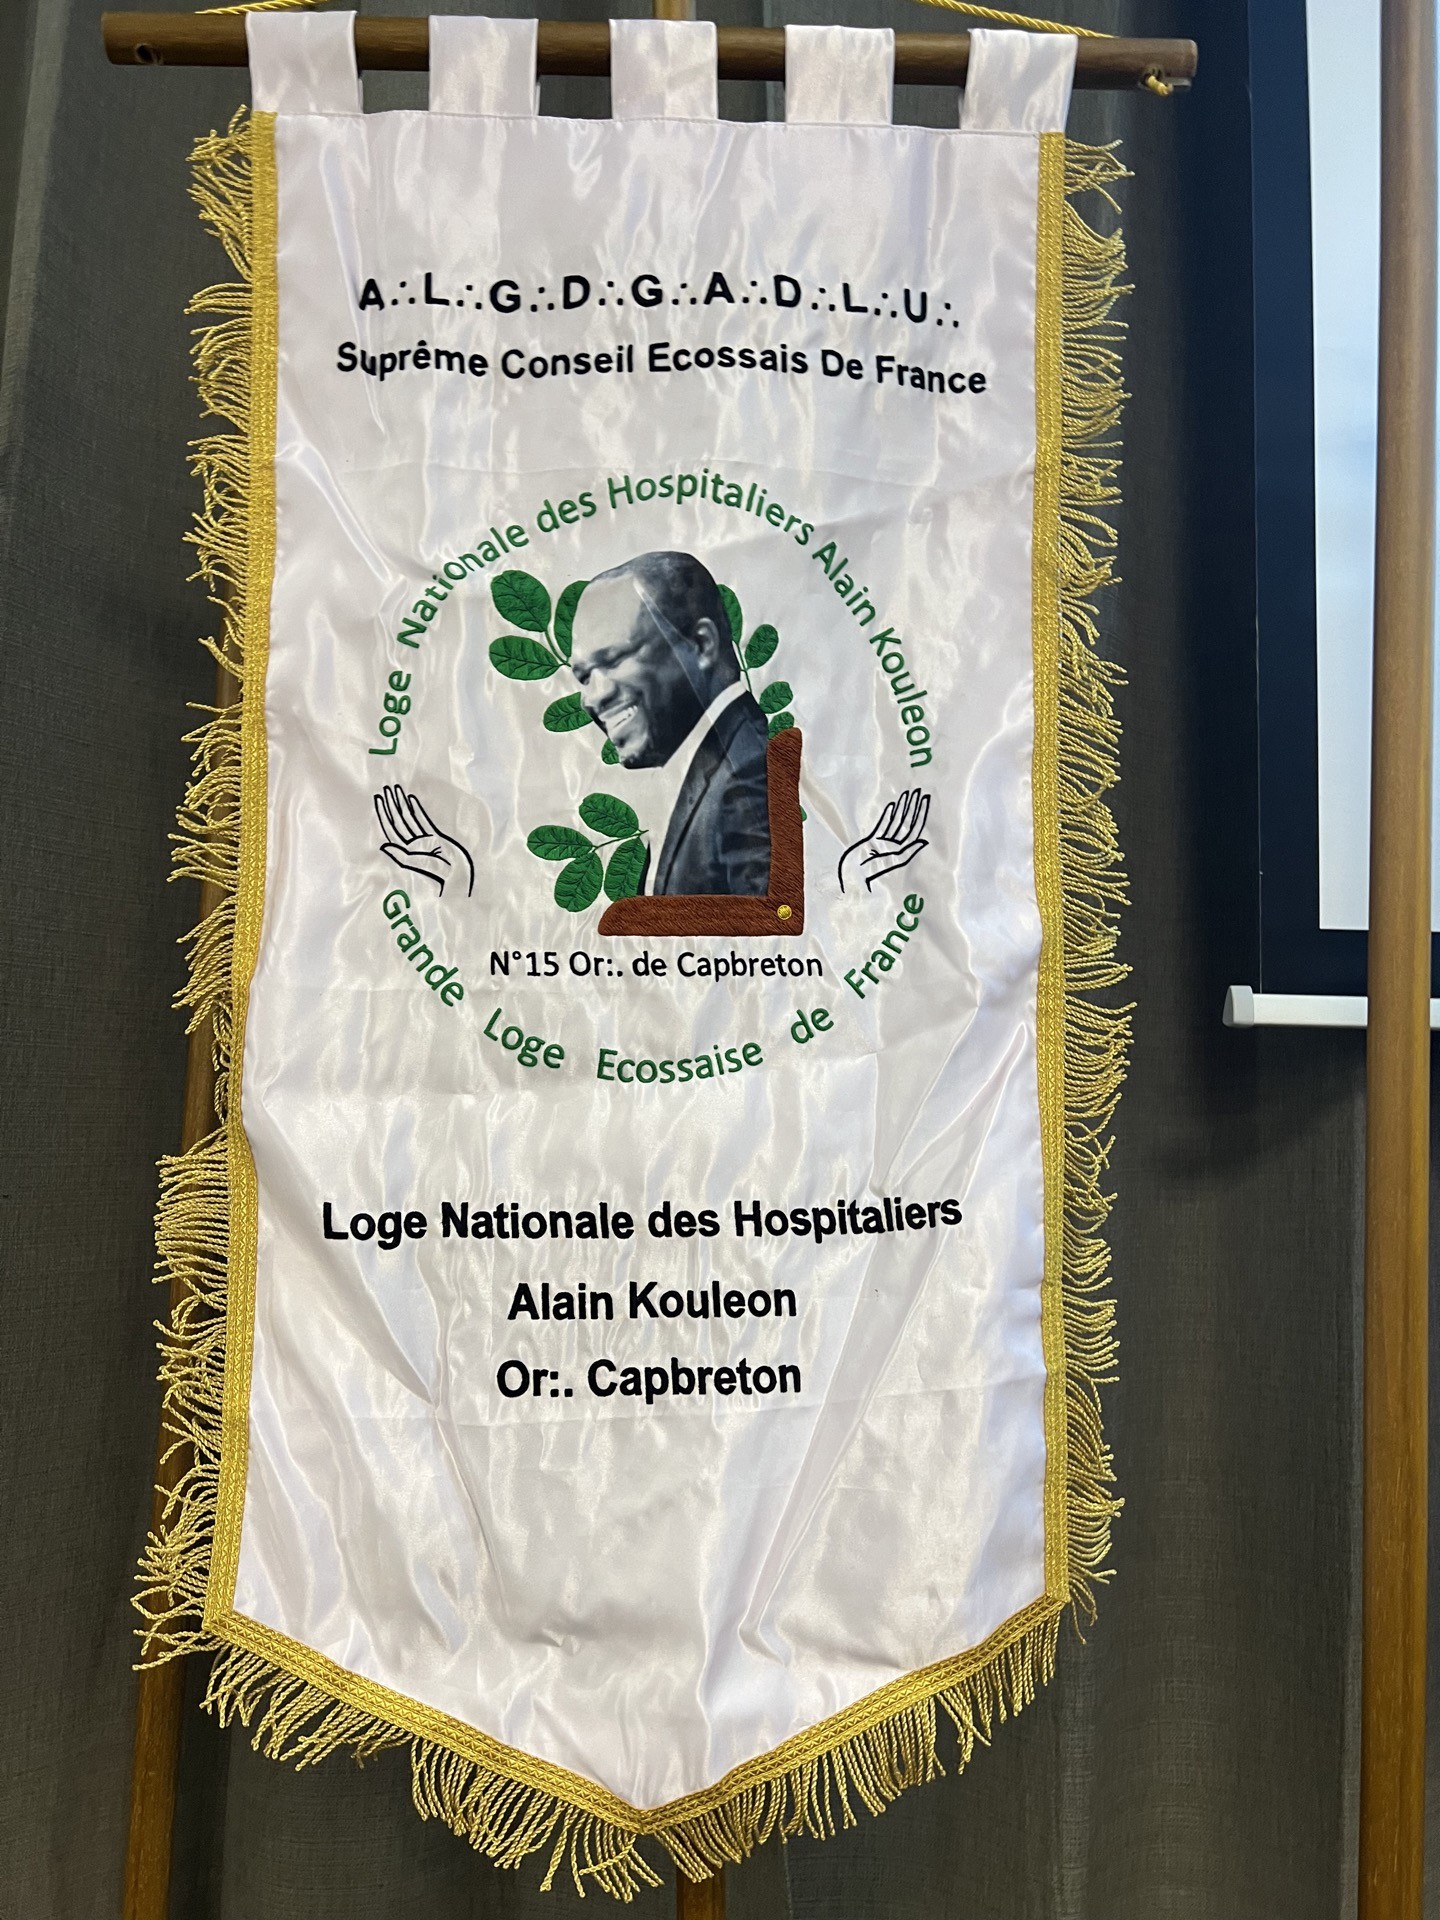 A∴L∴G∴D∴G∴A∴D∴L∴U∴
Suprême Conseil Ecossais De France
Loge Nationale des Hospitaliers Alain Kouleon
N°15 Or:. de Capbreton
Grande Loge Ecossaise de France
Loge Nationale des Hospitaliers
Alain Kouleon
Or:. Capbreton